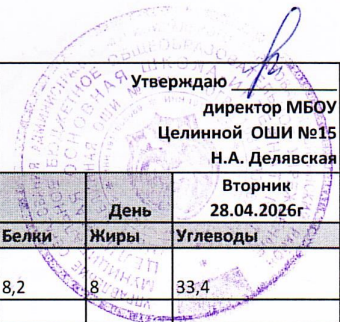 Утверждаю
директор МБОУ
Целинной ОШИ №15
Н.А. Делявская
Вторник
День 28.04.2026г
Белки Жиры Углеводы
8,2 8 33,4